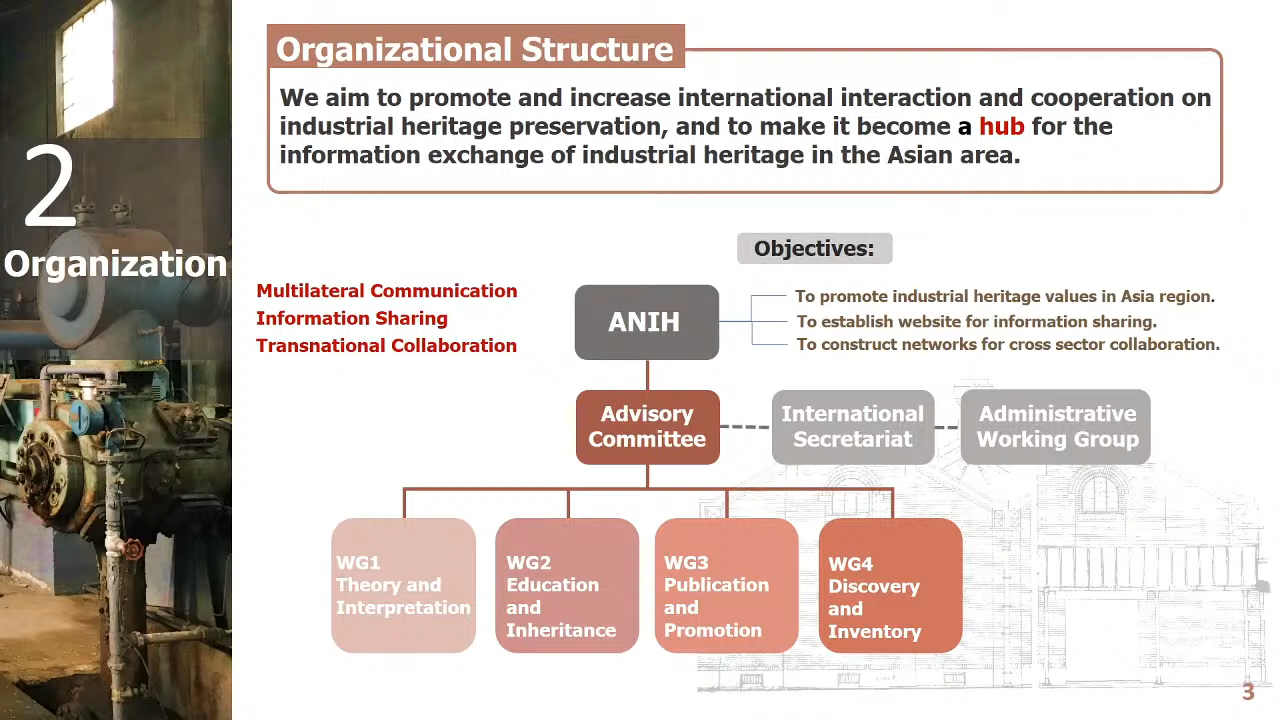 2
Organization
Organizational Structure
We aim to promote and increase international interaction and cooperation on
industrial heritage preservation, and to make it become a hub for the
information exchange of industrial heritage in the Asian area.
Objectives:
Multilateral Communication
Information Sharing
Transnational Collaboration
ANIH
To promote industrial heritage values in Asia region.
To establish website for information sharing.
To construct networks for cross sector collaboration.
Advisory
Committee
International
Secretariat
Administrative
Working Group
WG1
Theory and
Interpretation
WG2
Education
and
Inheritance
WG3
Publication
and
Promotion
WG4
Discovery
and
Inventory
3